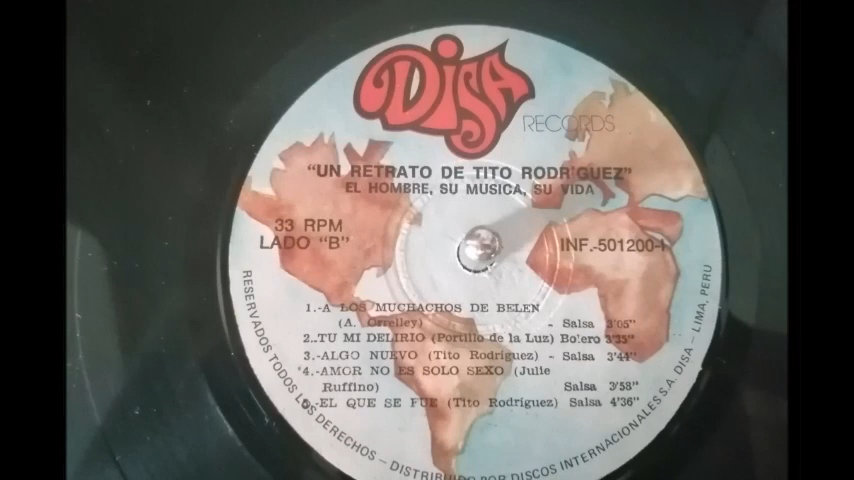 Disa
RECORDS
"UN RETRATO DE TITO RODRIGUEZ"
EL HOMBRE, SU MUSICA, SU VIDA
33 RPM
LADO "B"
INF.-501200-1
1.-A LOS MUCHACHOS DE BELEN
(A. Orrelley) - Salsa 3'05"
2..TU MI DELIRIO (Portillo de la Luz) Bolero 3'35"
3.-ALGO NUEVO (Tito Rodriguez) - Salsa 3'44"
4.-AMOR NO ES SOLO SEXO (Julie
Ruffino) Salsa 3'58"
5.-EL QUE SE FUE (Tito Rodriguez) Salsa 4'36"
RESERVADOS TODOS LOS DERECHOS - DISTRIBUIDO POR DISCOS INTERNACIONALES S.A. DISA - LIMA, PERU